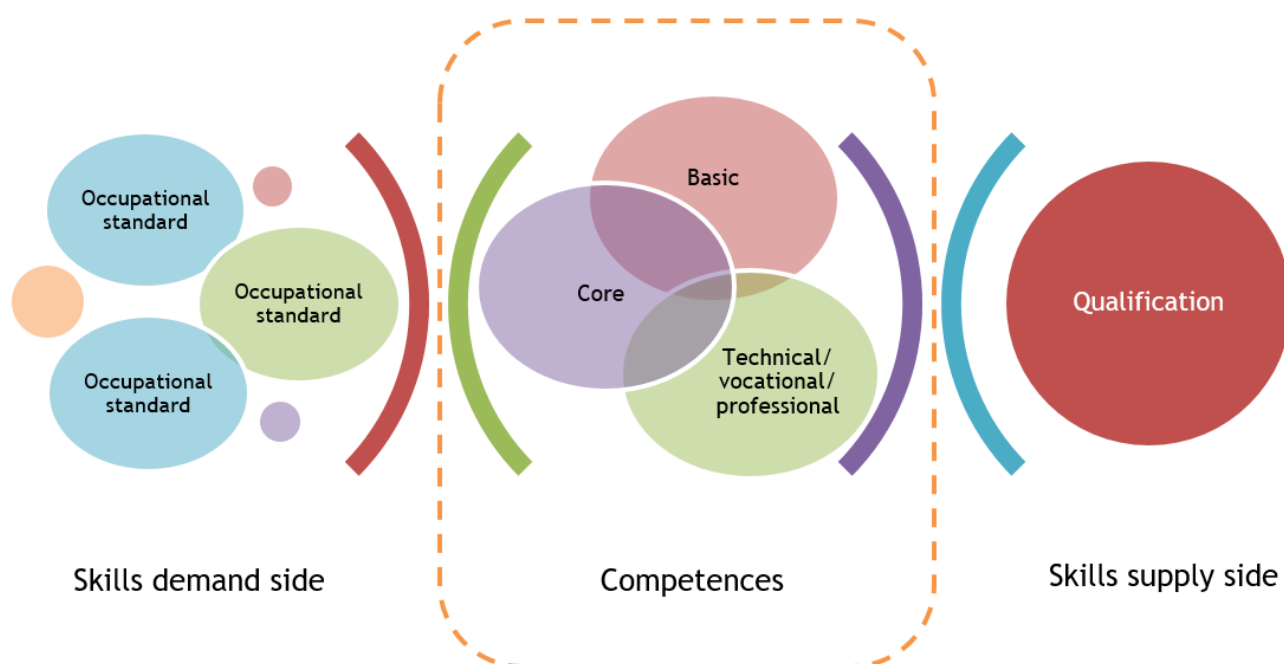 Occupational
standard
Occupational
standard
Occupational
standard
Skills demand side
Basic
Core
Technical/
vocational/
professional
Competences
Qualification
Skills supply side